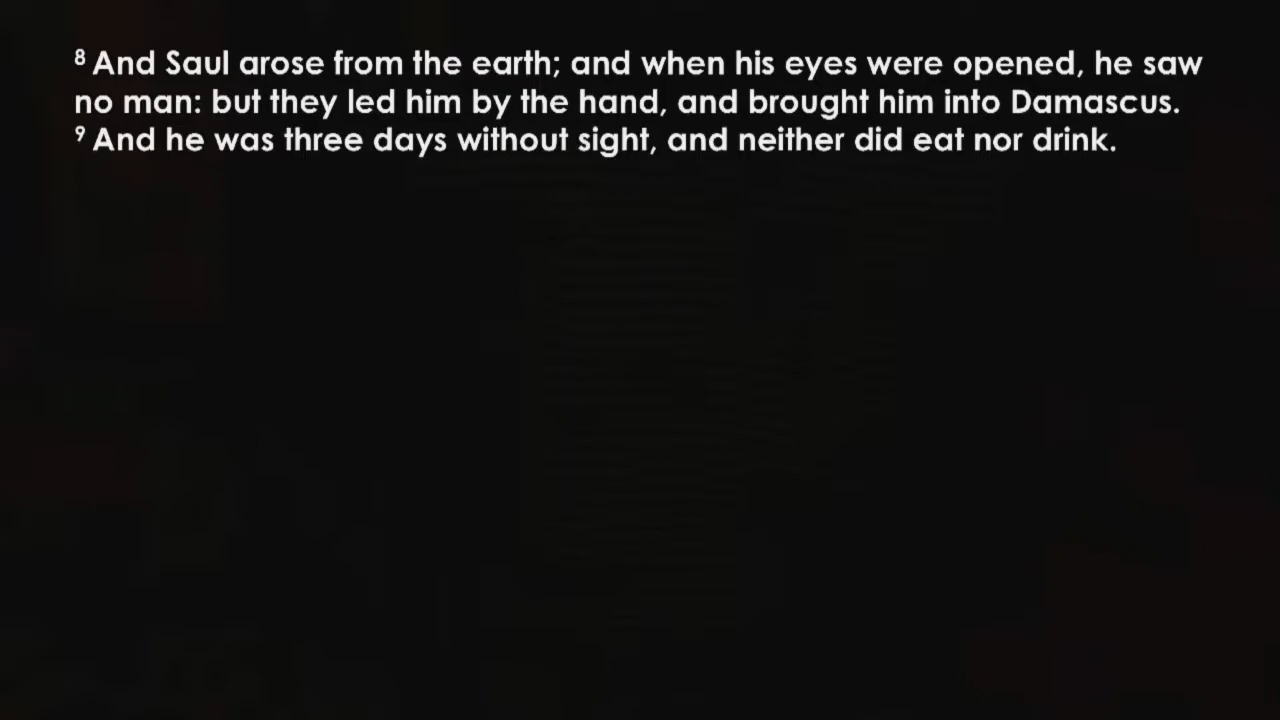 8 And Saul arose from the earth; and when his eyes were opened, he saw
no man: but they led him by the hand, and brought him into Damascus.
9 And he was three days without sight, and neither did eat nor drink.